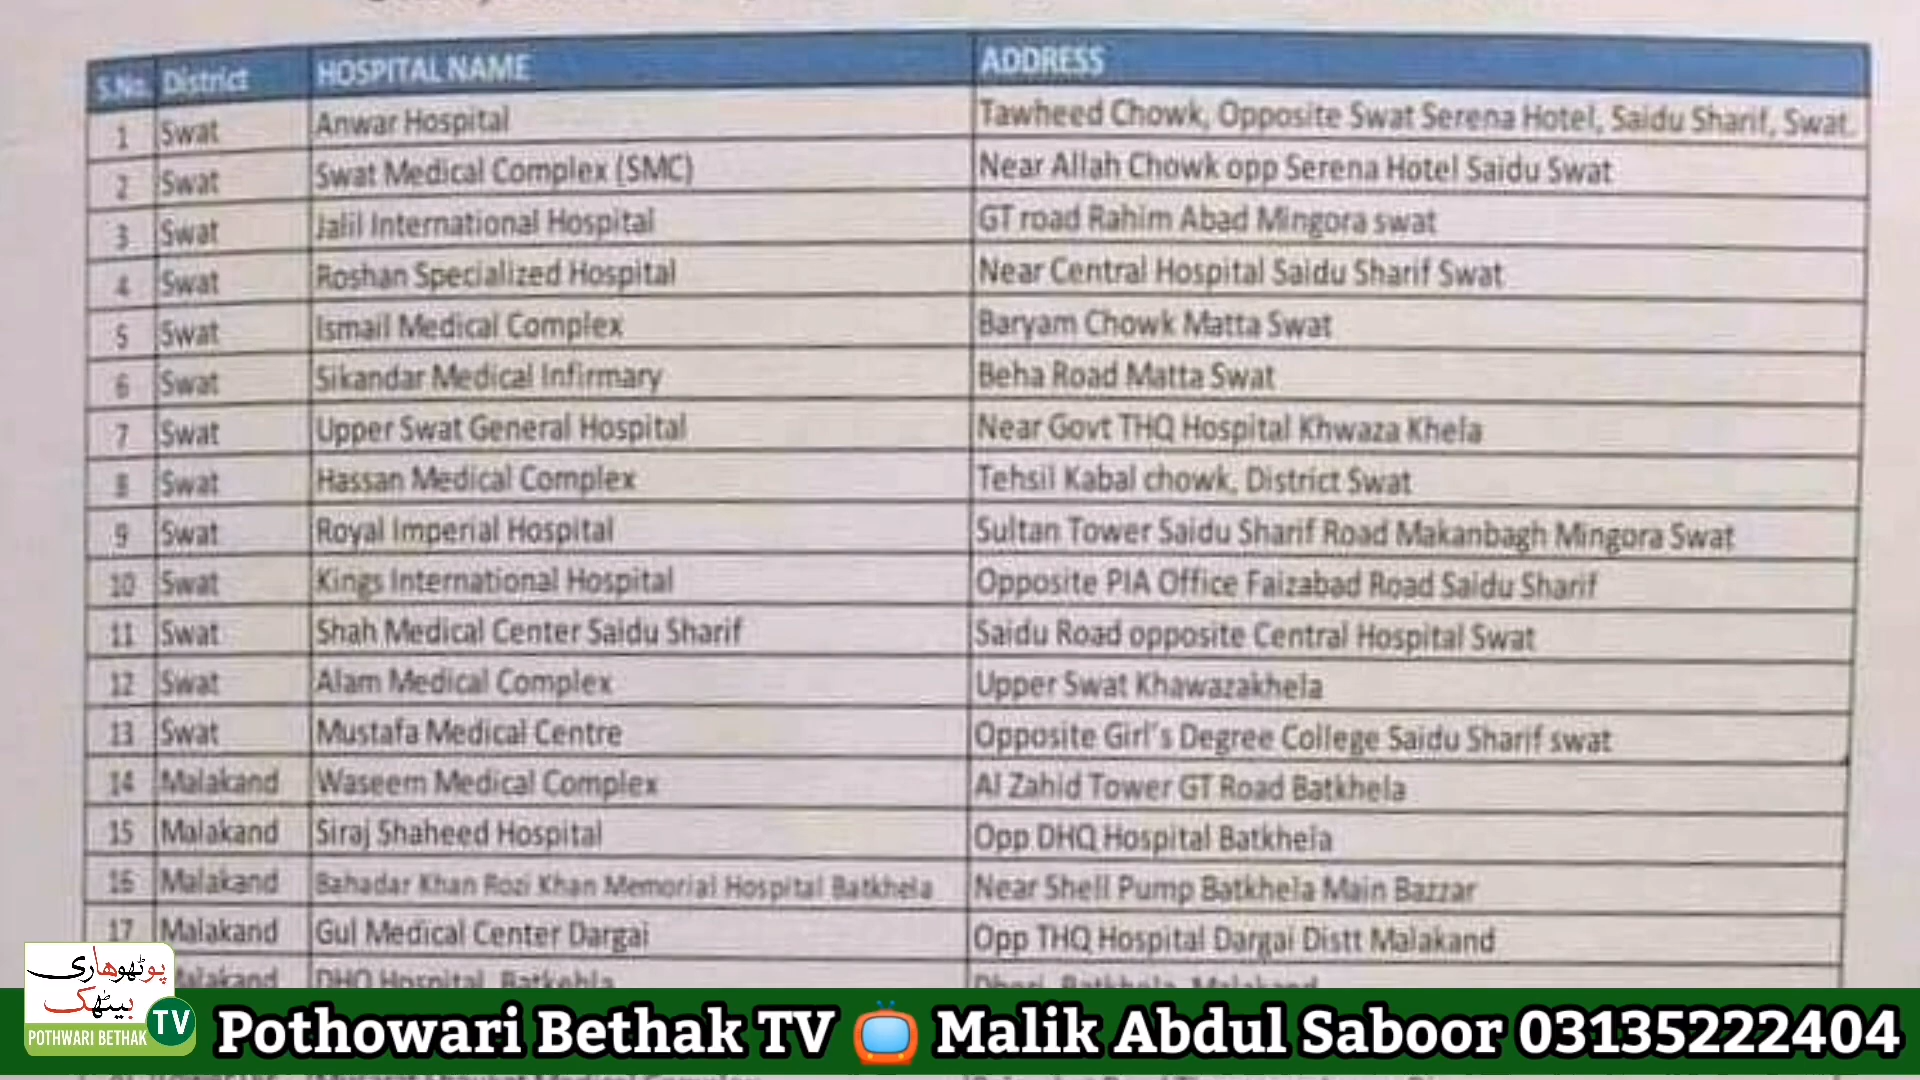 S.No. District HOSPITAL NAME ADDRESS
1 Swat Anwar Hospital Tawheed Chowk, Opposite Swat Serena Hotel, Saidu Sharif, Swat.
2 Swat Swat Medical Complex (SMC) Near Allah Chowk opp Serena Hotel Saidu Swat
3 Swat Jalil International Hospital GT road Rahim Abad Mingora swat
4 Swat Roshan Specialized Hospital Near Central Hospital Saidu Sharif Swat
5 Swat Ismail Medical Complex Baryam Chowk Matta Swat
6 Swat Sikandar Medical Infirmary Beha Road Matta Swat
7 Swat Upper Swat General Hospital Near Govt THQ Hospital Khwaza Khela
8 Swat Hassan Medical Complex Tehsil Kabal chowk, District Swat
9 Swat Royal Imperial Hospital Sultan Tower Saidu Sharif Road Makanbagh Mingora Swat
10 Swat Kings International Hospital Opposite PIA Office Faizabad Road Saidu Sharif
11 Swat Shah Medical Center Saidu Sharif Saidu Road opposite Central Hospital Swat
12 Swat Alam Medical Complex Upper Swat Khawazakhela
13 Swat Mustafa Medical Centre Opposite Girl's Degree College Saidu Sharif swat
14 Malakand Waseem Medical Complex Al Zahid Tower GT Road Batkhela
15 Malakand Siraj Shaheed Hospital Opp DHQ Hospital Batkhela
16 Malakand Bahadar Khan Rozi Khan Memorial Hospital Batkhela Near Shell Pump Batkhela Main Bazzar
17 Malakand Gul Medical Center Dargai Opp THQ Hospital Dargai Distt Malakand
DHQ Hospital, Batkehla Malakand
پوٹھوھاری
بیٹھک
POTHWARI BETHAK TV
Pothowari Bethak TV Malik Abdul Saboor 03135222404